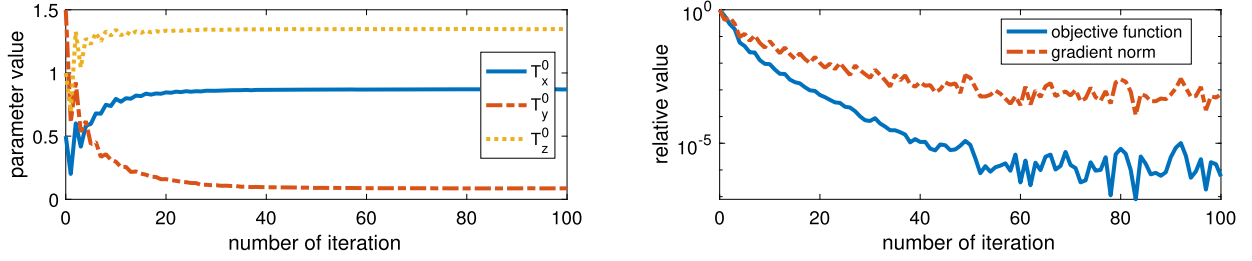 1.5
1
0.5
0
parameter value
T_x^0
T_y^0
T_z^0
0 20 40 60 80 100
number of iteration
10^0
10^-5
relative value
objective function
gradient norm
0 20 40 60 80 100
number of iteration